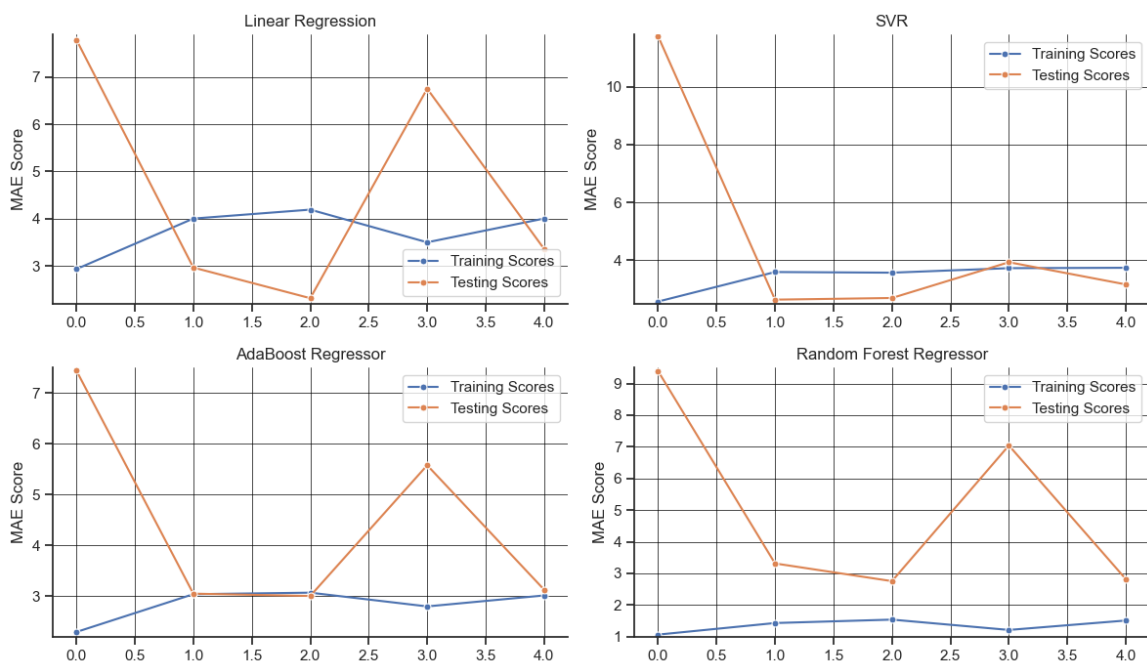 Linear Regression
MAE Score
7
6
5
4
3
0.0 0.5 1.0 1.5 2.0 2.5 3.0 3.5 4.0
Training Scores
Testing Scores
SVR
MAE Score
10
8
6
4
0.0 0.5 1.0 1.5 2.0 2.5 3.0 3.5 4.0
Training Scores
Testing Scores
AdaBoost Regressor
MAE Score
7
6
5
4
3
0.0 0.5 1.0 1.5 2.0 2.5 3.0 3.5 4.0
Training Scores
Testing Scores
Random Forest Regressor
MAE Score
9
8
7
6
5
4
3
2
1
0.0 0.5 1.0 1.5 2.0 2.5 3.0 3.5 4.0
Training Scores
Testing Scores